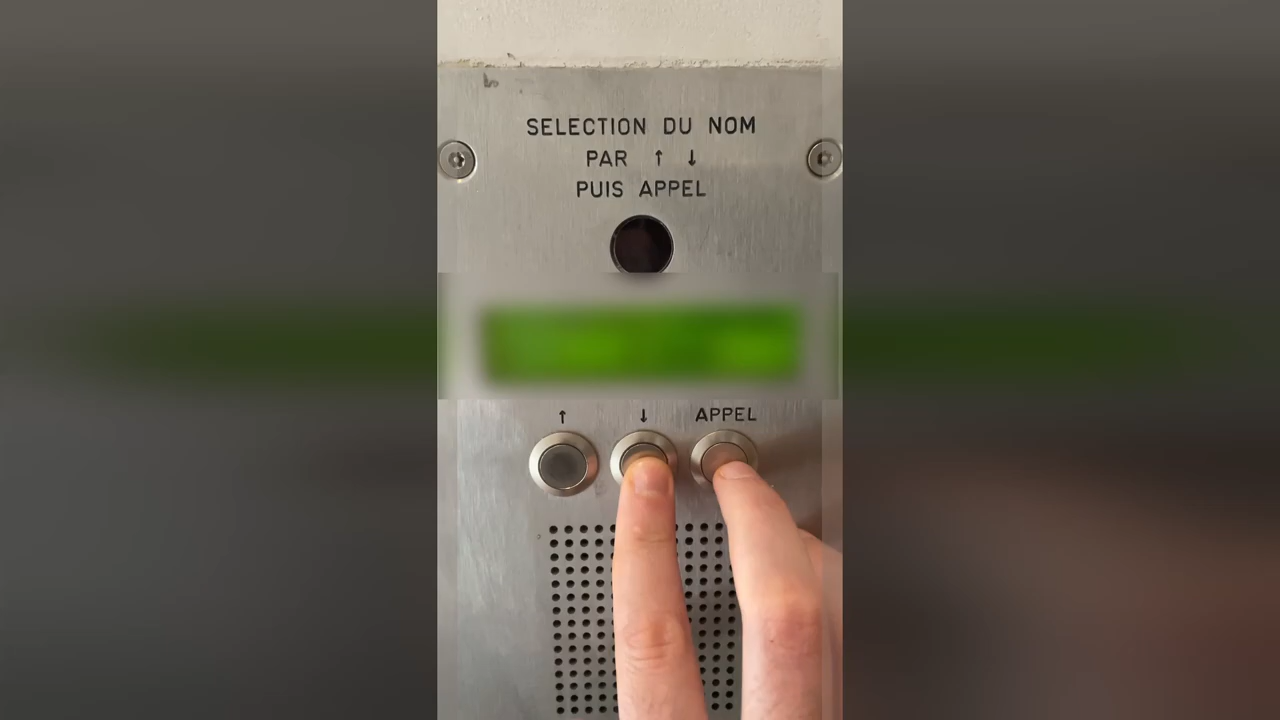 SELECTION DU NOM
PAR ↑ ↓
PUIS APPEL
↑ ↓ APPEL